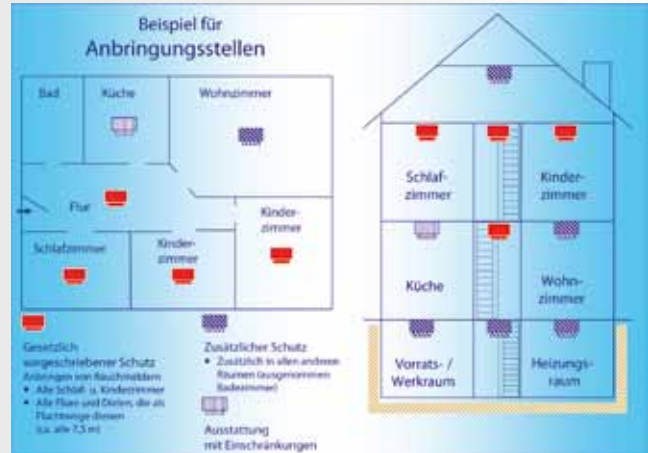 Beispiel für
Anbringungsstellen
Bad
Küche
Wohnzimmer
Flur
Kinder-
zimmer
Schlafzimmer
Kinder-
zimmer
Gesetzlich
vorgeschriebener Schutz
Anbringen von Rauchmeldern
• Alle Schlaf- u. Kinderzimmer
• Alle Flure und Dielen, die als
Fluchtwege dienen
(ca. alle 7,5 m)
Zusätzlicher Schutz
• Zusätzlich in allen anderen
Räumen (ausgenommen
Badezimmer)
Ausstattung
mit Einschränkungen
Schlaf-
zimmer
Kinder-
zimmer
Küche
Wohn-
zimmer
Vorrats- /
Werkraum
Heizungs-
raum